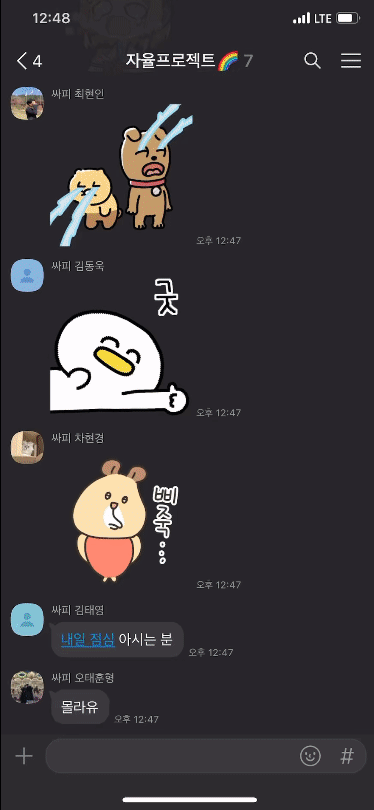 12:48
LTE
4
자율프로젝트🌈 7
싸피 최현인
오후 12:47
싸피 김동욱
굿
오후 12:47
싸피 차현경
삐죽...
오후 12:47
싸피 김태영
내일 점심 아시는 분
오후 12:47
싸피 오태훈형
몰라유
오후 12:47
#